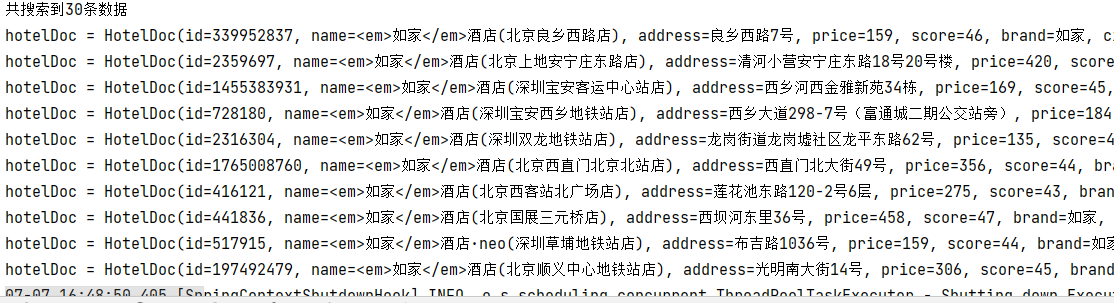 共搜索到30条数据
hotelDoc = HotelDoc(id=339952837, name=<em>如家</em>酒店(北京良乡西路店), address=良乡西路7号, price=159, score=46, brand=如家, c
hotelDoc = HotelDoc(id=2359697, name=<em>如家</em>酒店(北京上地安宁庄东路店), address=清河小营安宁庄东路18号20号楼, price=420, score
hotelDoc = HotelDoc(id=1455383931, name=<em>如家</em>酒店(深圳宝安客运中心站店), address=西乡河西金雅新苑34栋, price=169, score=45,
hotelDoc = HotelDoc(id=728180, name=<em>如家</em>酒店(深圳宝安西乡地铁站店), address=西乡大道298-7号（富通城二期公交站旁）, price=184
hotelDoc = HotelDoc(id=2316304, name=<em>如家</em>酒店(深圳双龙地铁站店), address=龙岗街道龙岗墟社区龙平东路62号, price=135, score=4
hotelDoc = HotelDoc(id=1765008760, name=<em>如家</em>酒店(北京西直门北京北站店), address=西直门北大街49号, price=356, score=44, bra
hotelDoc = HotelDoc(id=416121, name=<em>如家</em>酒店(北京西客站北广场店), address=莲花池东路120-2号6层, price=275, score=43, bran
hotelDoc = HotelDoc(id=441836, name=<em>如家</em>酒店(北京国展三元桥店), address=西坝河东里36号, price=458, score=47, brand=如家,
hotelDoc = HotelDoc(id=517915, name=<em>如家</em>酒店·neo(深圳草埔地铁站店), address=布吉路1036号, price=159, score=44, brand=如家
hotelDoc = HotelDoc(id=197492479, name=<em>如家</em>酒店(北京顺义中心地铁站店), address=光明南大街14号, price=306, score=45, brand
07-07 16:48:50.405 [SpringContextShutdownHook] INFO o.s.scheduling.concurrent.ThreadPoolTaskExecutor - Shutting down Execu